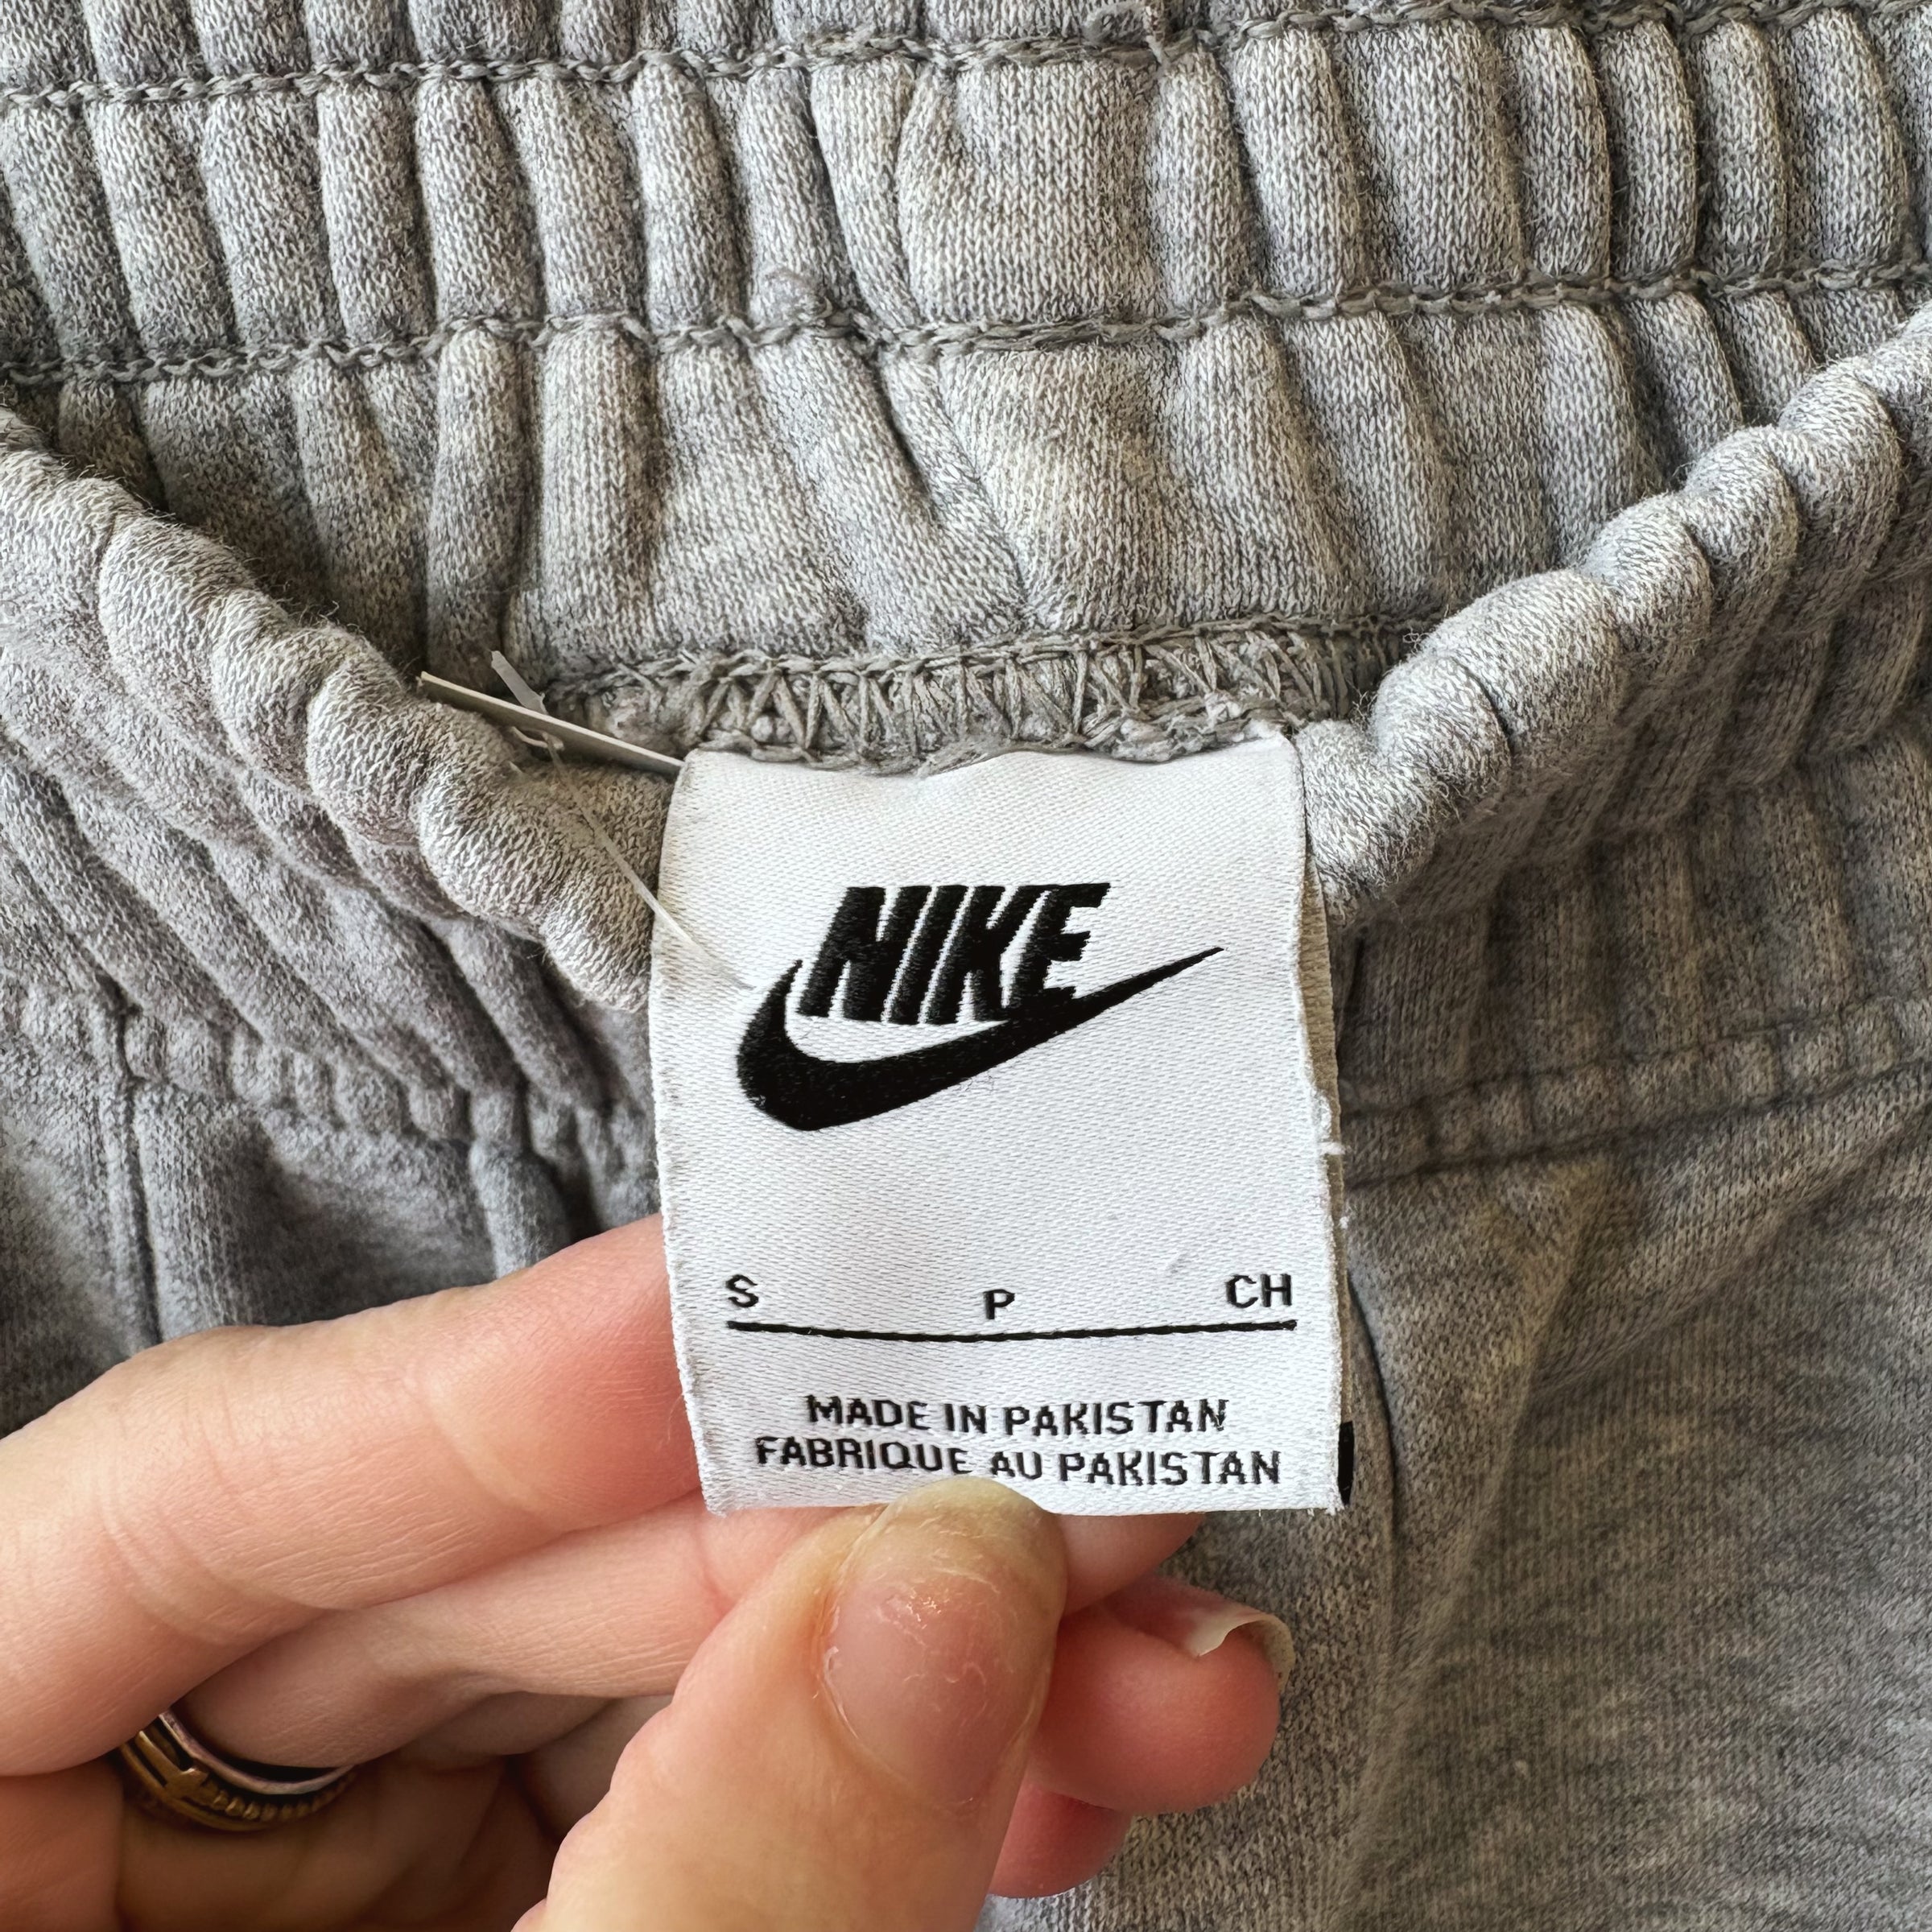 NIKE
S P CH
MADE IN PAKISTAN
FABRIQUE AU PAKISTAN